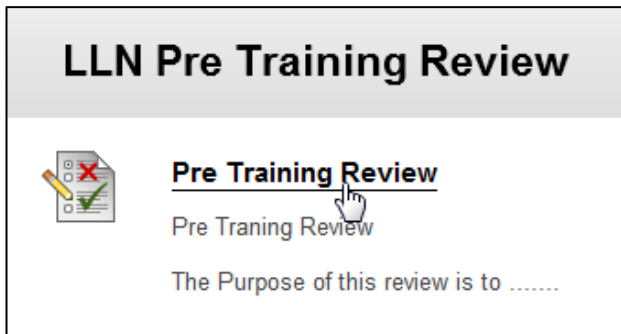 LLN Pre Training Review
Pre Training Review
Pre Traning Review
The Purpose of this review is to .......